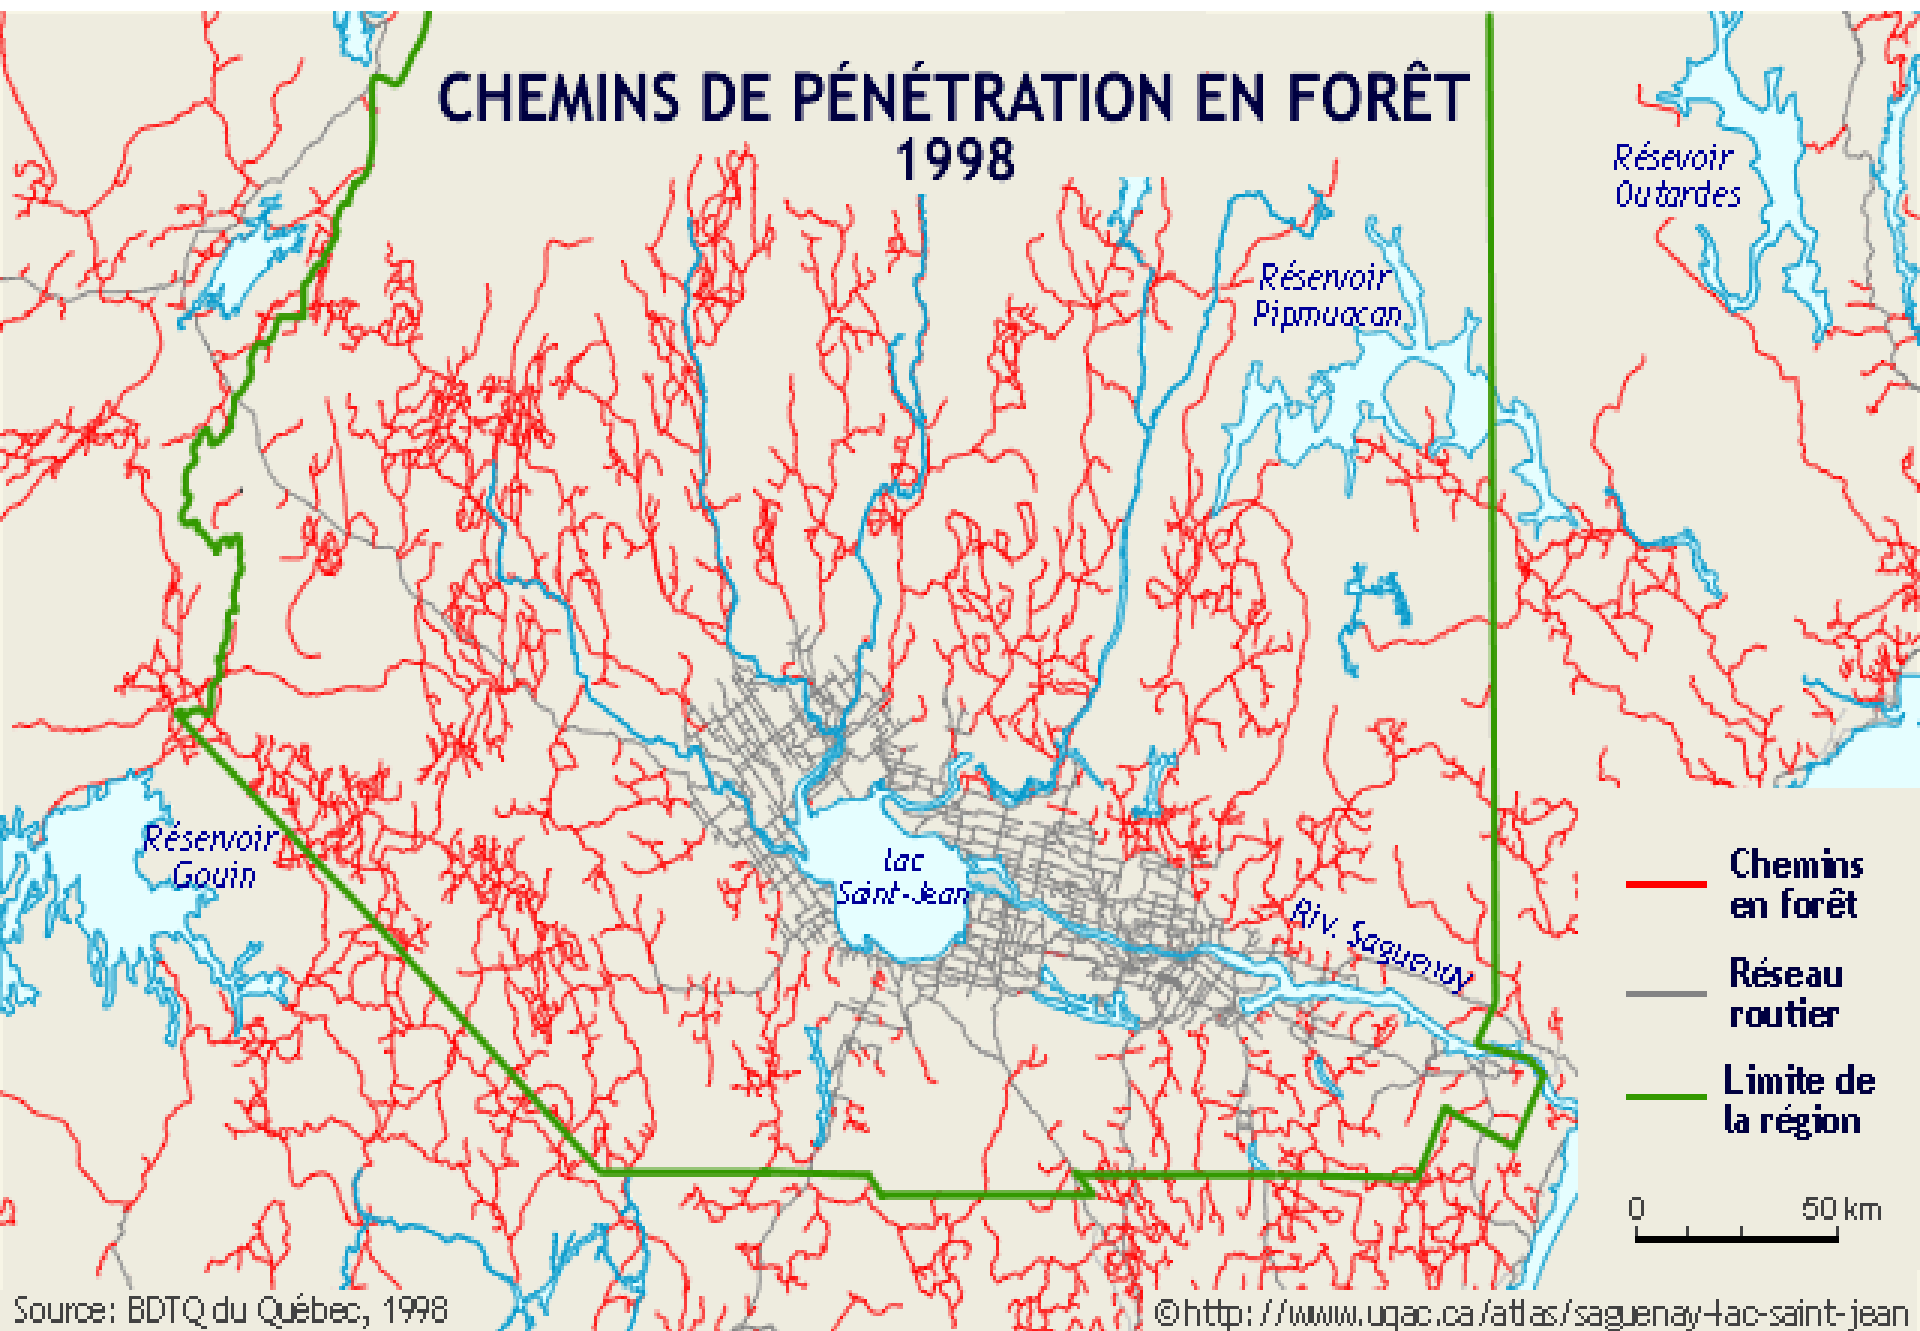 CHEMINS DE PÉNÉTRATION EN FORÊT
1998
Résevoir
Outardes
Réservoir
Pipmuacan
Réservoir
Gouin
lac
Saint-Jean
Riv. Saguenay
Chemins
en forêt
Réseau
routier
Limite de
la région
0 50 km
Source: BDTQ du Québec, 1998
©http://www.uqac.ca/atlas/saguenay-lac-saint-jean